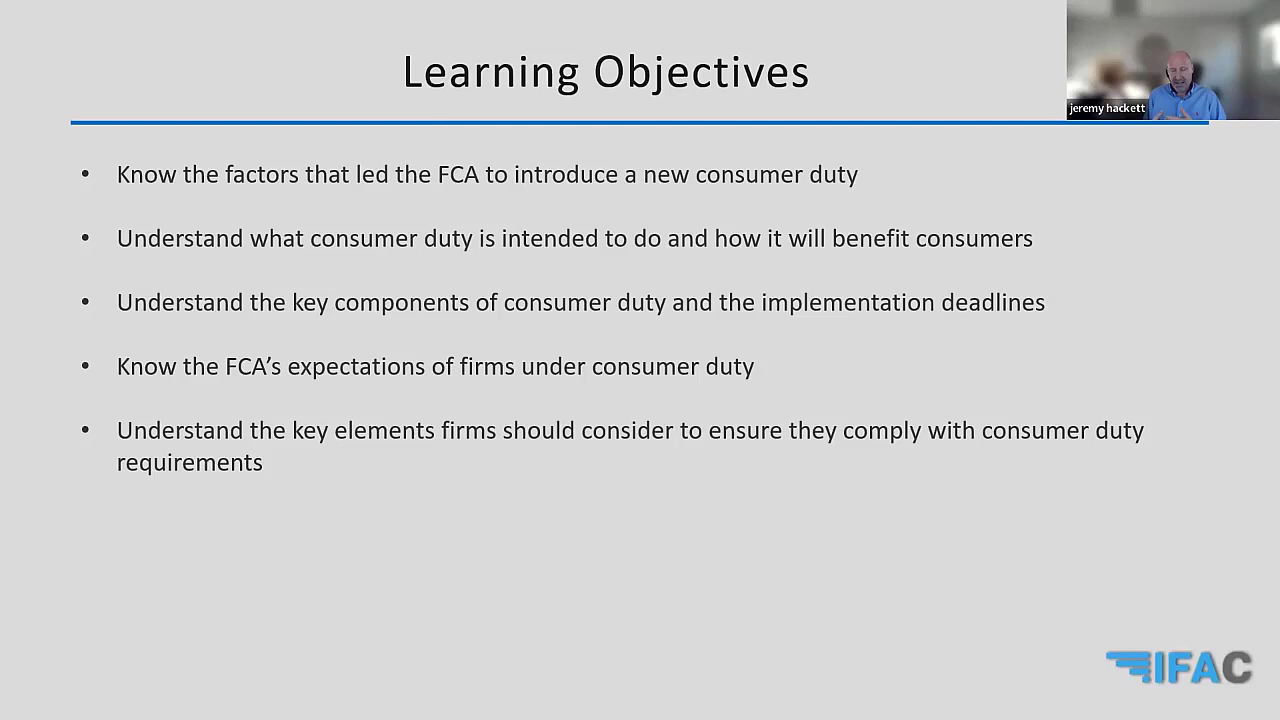 Learning Objectives
jeremy hackett
• Know the factors that led the FCA to introduce a new consumer duty
• Understand what consumer duty is intended to do and how it will benefit consumers
• Understand the key components of consumer duty and the implementation deadlines
• Know the FCA’s expectations of firms under consumer duty
• Understand the key elements firms should consider to ensure they comply with consumer duty
requirements
IFAC